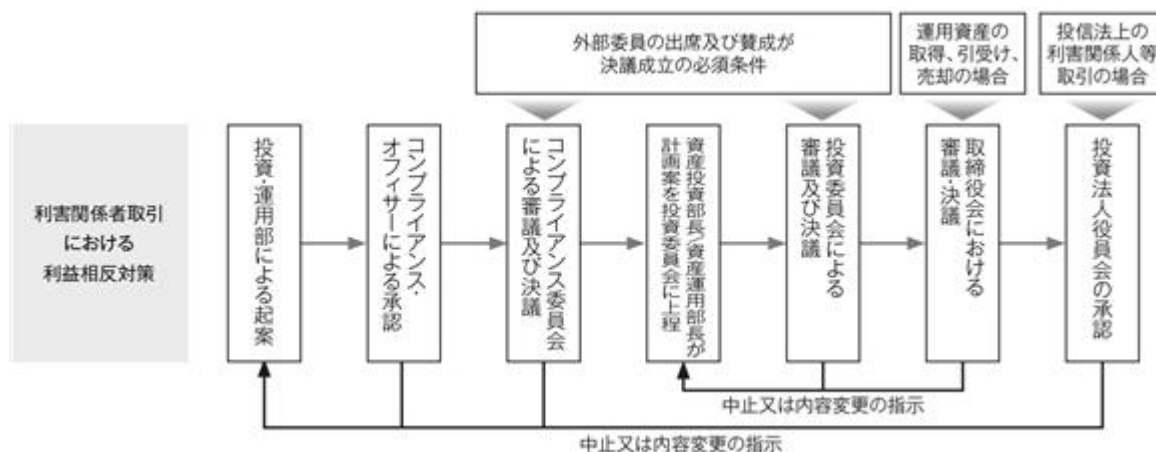 外部委員の出席及び賛成が
決議成立の必須条件
運用資産の
取得、引受け、
売却の場合
投信法上の
利害関係人等
取引の場合
利害関係者取引
における
利益相反対策
投資・運用部による起案
コンプライアンス・
オフィサーによる承認
コンプライアンス委員会
による審議及び決議
資産投資部長/資産運用部長が
計画案を投資委員会に上程
投資委員会による
審議及び決議
取締役会における
審議・決議
投資法人役員会の承認
中止又は内容変更の指示
中止又は内容変更の指示